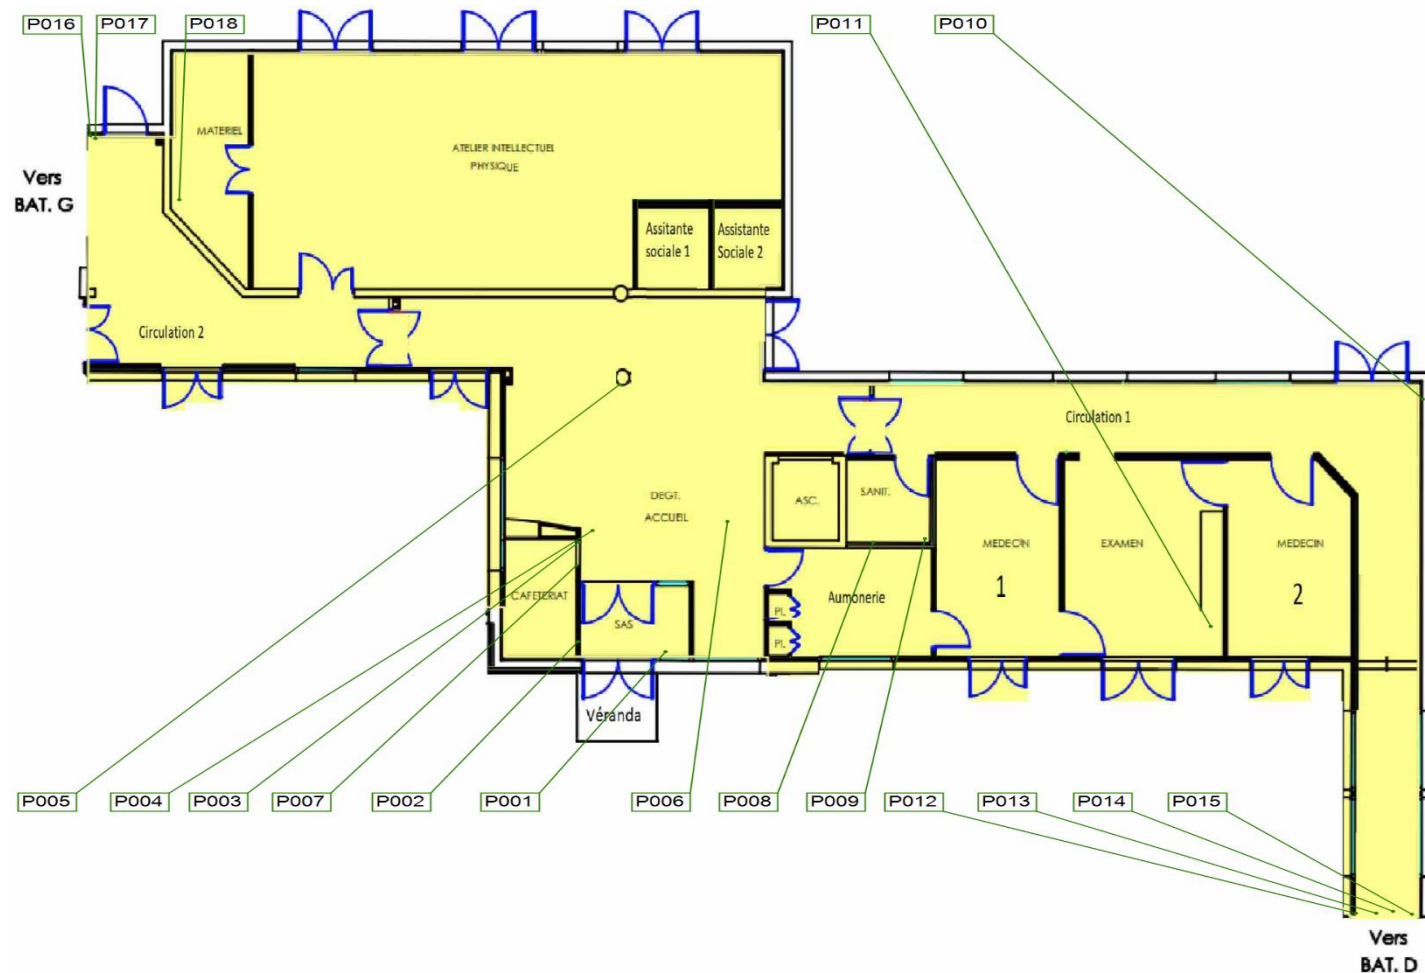 P016
P017
P018
P011
P010
MATERIEL
ATELIER INTELLECTUEL
PHYSIQUE
Vers
BAT. G
Assitante
sociale 1
Assistante
Sociale 2
Circulation 2
Circulation 1
DEGT.
ACCUEIL
ASC.
SANIT.
MEDECIN
1
EXAMEN
MEDECIN
2
CAFETERIAT
SAS
PL
PL
Aumonerie
Véranda
P005
P004
P003
P007
P002
P001
P006
P008
P009
P012
P013
P014
P015
Vers
BAT. D